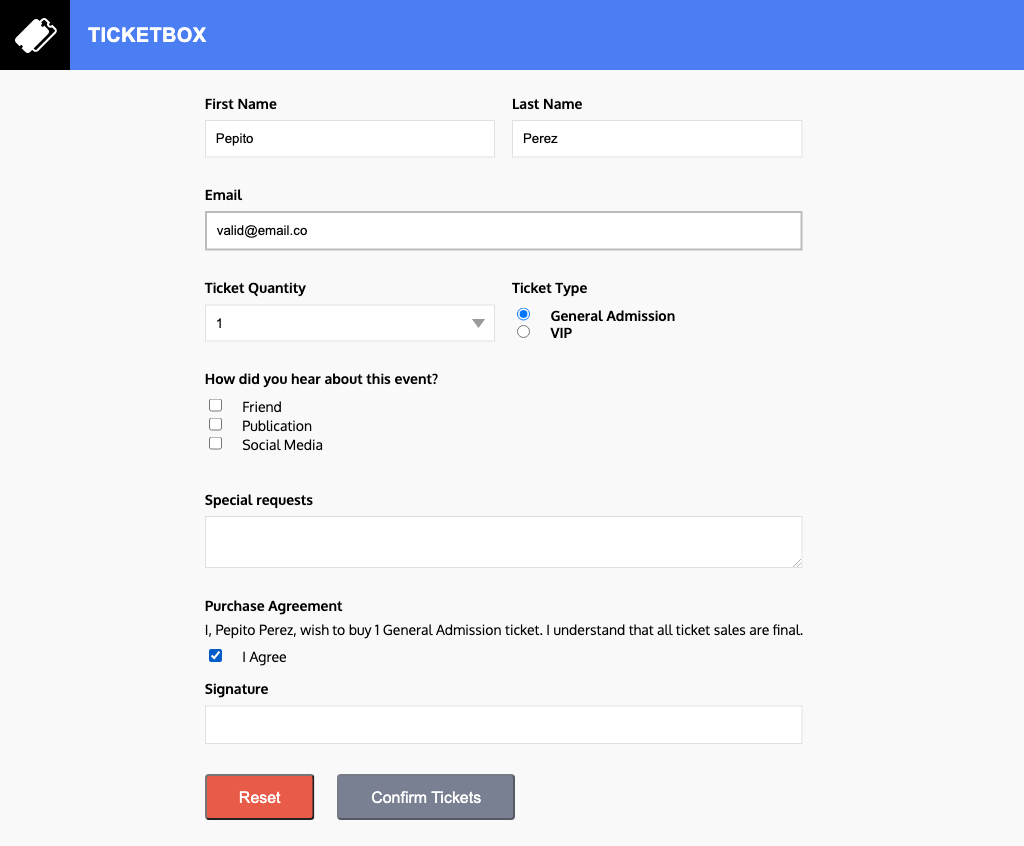 TICKETBOX
First Name Last Name
Pepito Perez
Email
valid@email.co
Ticket Quantity Ticket Type
1 General Admission
VIP
How did you hear about this event?
Friend
Publication
Social Media
Special requests
Purchase Agreement
I, Pepito Perez, wish to buy 1 General Admission ticket. I understand that all ticket sales are final.
I Agree
Signature
Reset Confirm Tickets